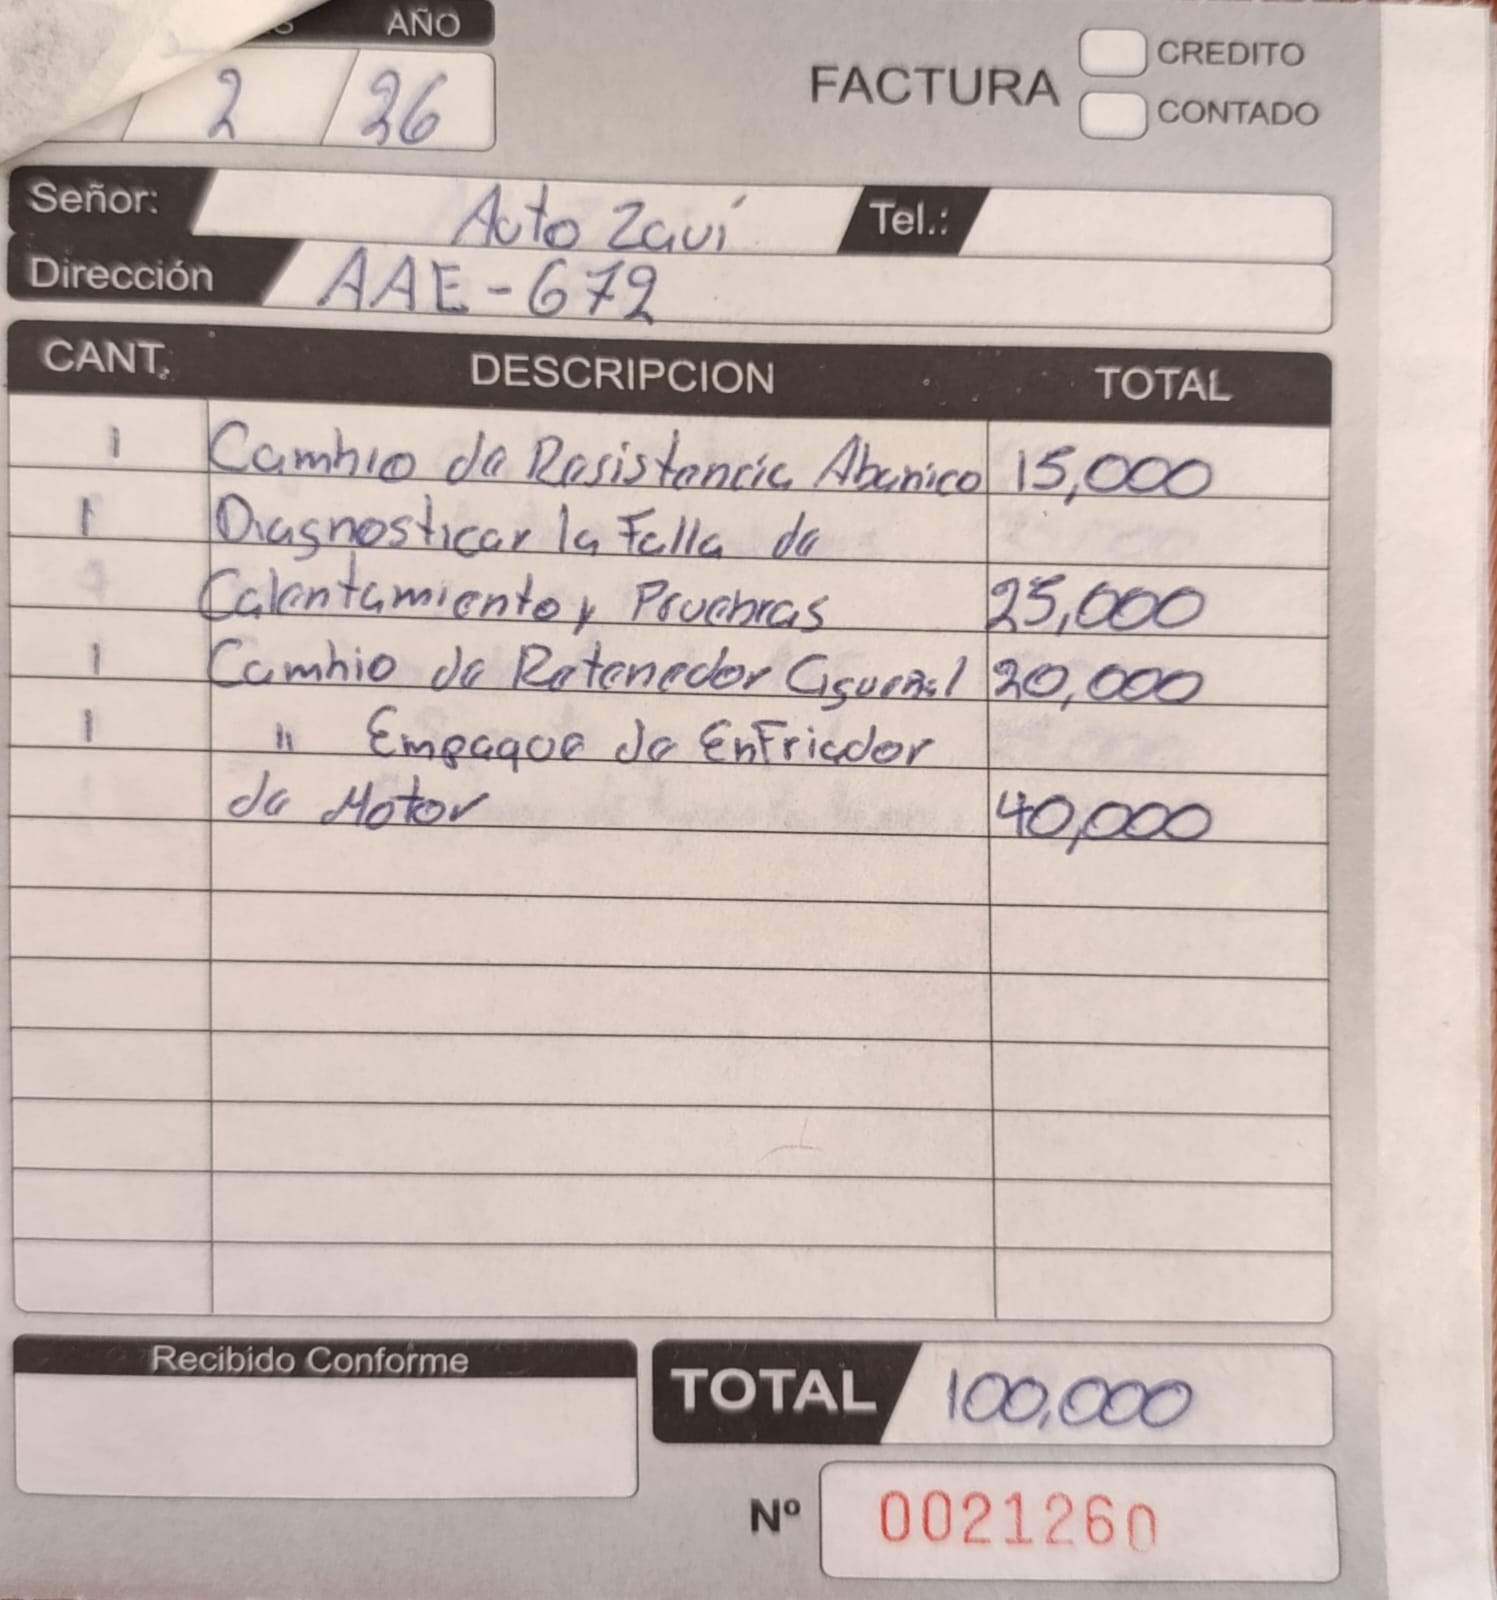 AÑO
2 26
FACTURA
CREDITO
CONTADO
Señor: Auto Zavi Tel.:
Dirección AAE-672
CANT. DESCRIPCION TOTAL
1 Cambio de Resistencia Abanico 15,000
1 Diagnosticar la Falla de
Calentamiento y Pruebras 25,000
1 Cambio de Retenedor Cigueñal 20,000
1 " Empaque de EnFriador
de Motor 40,000
Recibido Conforme
TOTAL 100,000
Nº 0021260